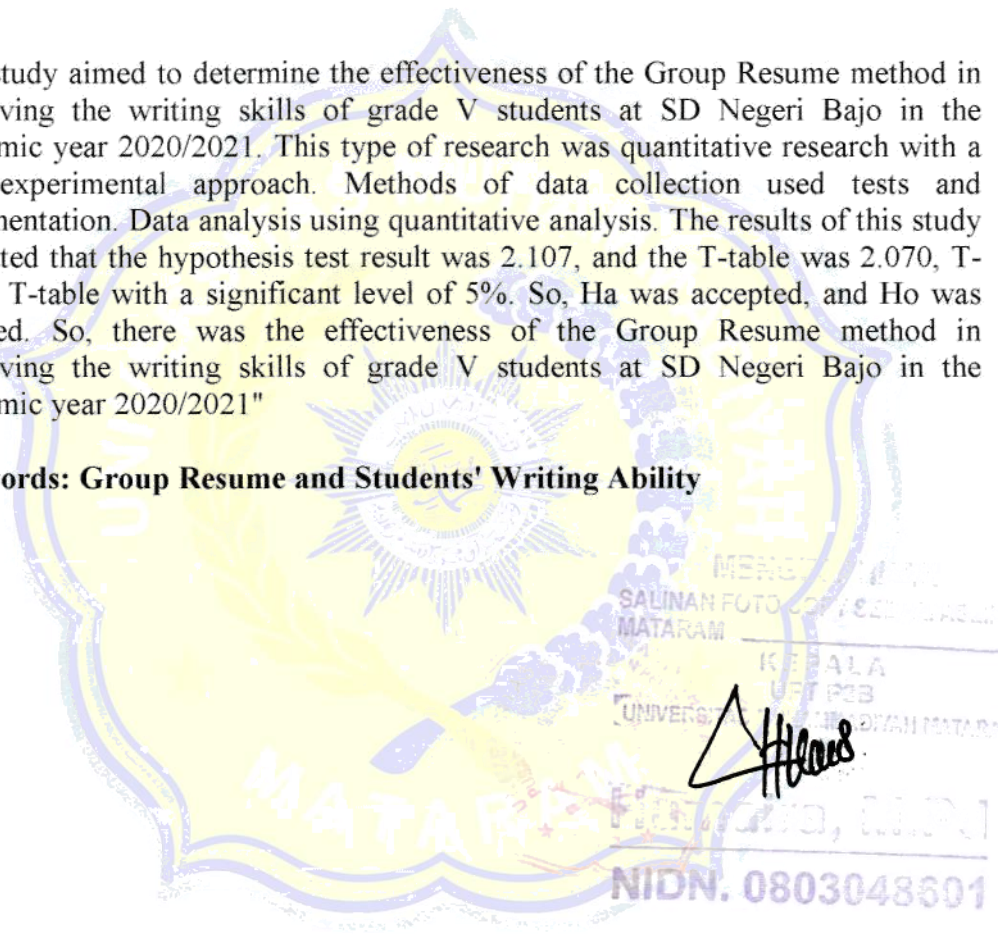 study aimed to determine the effectiveness of the Group Resume method in
ving the writing skills of grade V students at SD Negeri Bajo in the
mic year 2020/2021. This type of research was quantitative research with a
experimental approach. Methods of data collection used tests and
nentation. Data analysis using quantitative analysis. The results of this study
ted that the hypothesis test result was 2.107, and the T-table was 2.070, T-
T-table with a significant level of 5%. So, Ha was accepted, and Ho was
ed. So, there was the effectiveness of the Group Resume method in
ving the writing skills of grade V students at SD Negeri Bajo in the
mic year 2020/2021"
ords: Group Resume and Students' Writing Ability
SALINAN FOTO
MATARAM
KEPALA
UPT P3B
MATARAM
NIDN. 0803048601